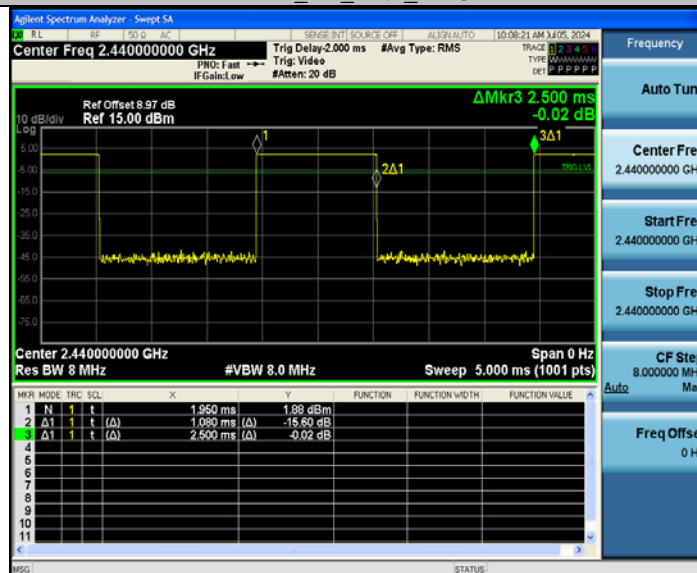 Agilent Spectrum Analyzer - Swept SA
RL RF 50 Ω AC SENSE:INT SOURCE OFF ALIGN AUTO 10:08:21 AM Jul 05, 2024
Center Freq 2.440000000 GHz
PNO: Fast
IFGain:Low
Trig Delay-2.000 ms
Trig: Video
#Atten: 20 dB
#Avg Type: RMS
TRACE 1 2 3 4 5 6
TYPE
DET P P P P P P
Ref Offset 8.97 dB
10 dB/div Ref 15.00 dBm
Log
ΔMkr3 2.500 ms
-0.02 dB
5.00
-5.00
-15.0
-25.0
-35.0
-45.0
-55.0
-65.0
-75.0
1
2Δ1
3Δ1
TRIG LVL
Center 2.440000000 GHz Span 0 Hz
Res BW 8 MHz #VBW 8.0 MHz Sweep 5.000 ms (1001 pts)
MKR MODE TRC SCL X Y FUNCTION FUNCTION WIDTH FUNCTION VALUE
1 N 1 t 1.950 ms 1.88 dBm
2 Δ1 1 t (Δ) 1.080 ms (Δ) -15.60 dB
3 Δ1 1 t (Δ) 2.500 ms (Δ) -0.02 dB
4
5
6
7
8
9
10
11
MSG STATUS
Frequency
Auto Tun
Center Fre
2.440000000 GH
Start Fre
2.440000000 GH
Stop Fre
2.440000000 GH
CF Ste
8.000000 MH
Auto Ma
Freq Offse
0 H